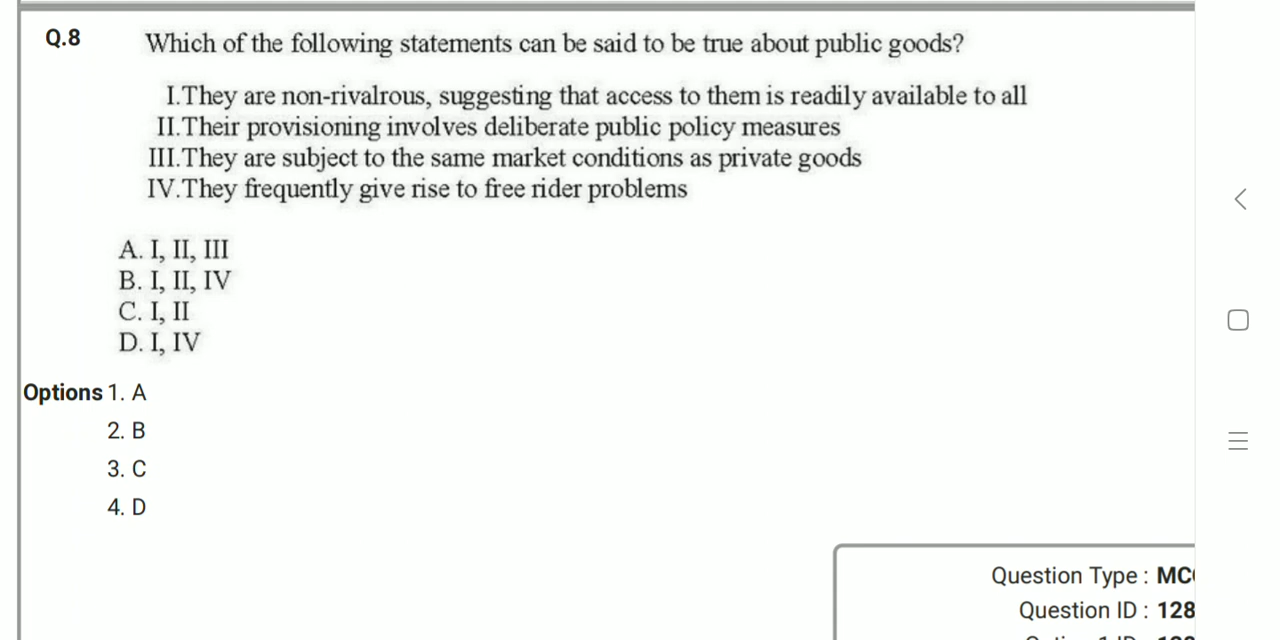 Q.8 Which of the following statements can be said to be true about public goods?
I.They are non-rivalrous, suggesting that access to them is readily available to all
II.Their provisioning involves deliberate public policy measures
III.They are subject to the same market conditions as private goods
IV.They frequently give rise to free rider problems
A. I, II, III
B. I, II, IV
C. I, II
D. I, IV
Options 1. A
2. B
3. C
4. D
Question Type : MC
Question ID : 128